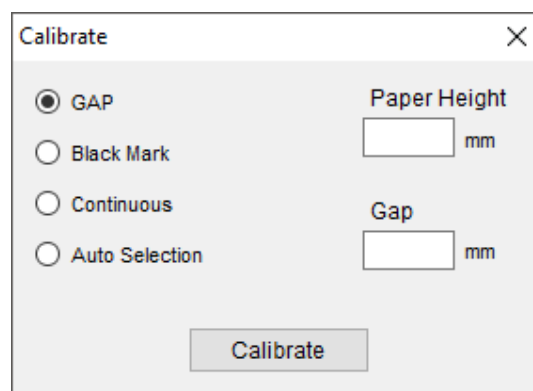 Calibrate
GAP
Black Mark
Continuous
Auto Selection
Paper Height
mm
Gap
mm
Calibrate